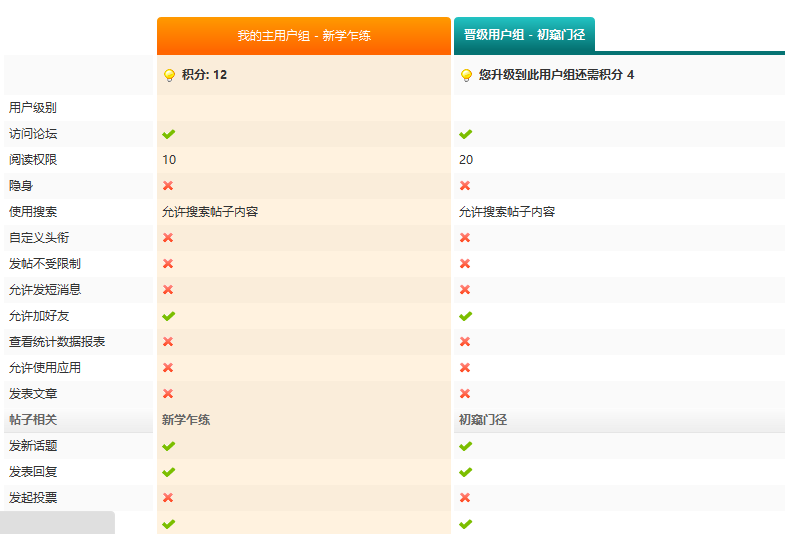 我的主用户组 - 新学乍练 晋级用户组 - 初窥门径
积分: 12 您升级到此用户组还需积分 4
用户级别
访问论坛
阅读权限 10 20
隐身
使用搜索 允许搜索帖子内容 允许搜索帖子内容
自定义头衔
发帖不受限制
允许发短消息
允许加好友
查看统计数据报表
允许使用应用
发表文章
帖子相关 新学乍练 初窥门径
发新话题
发表回复
发起投票